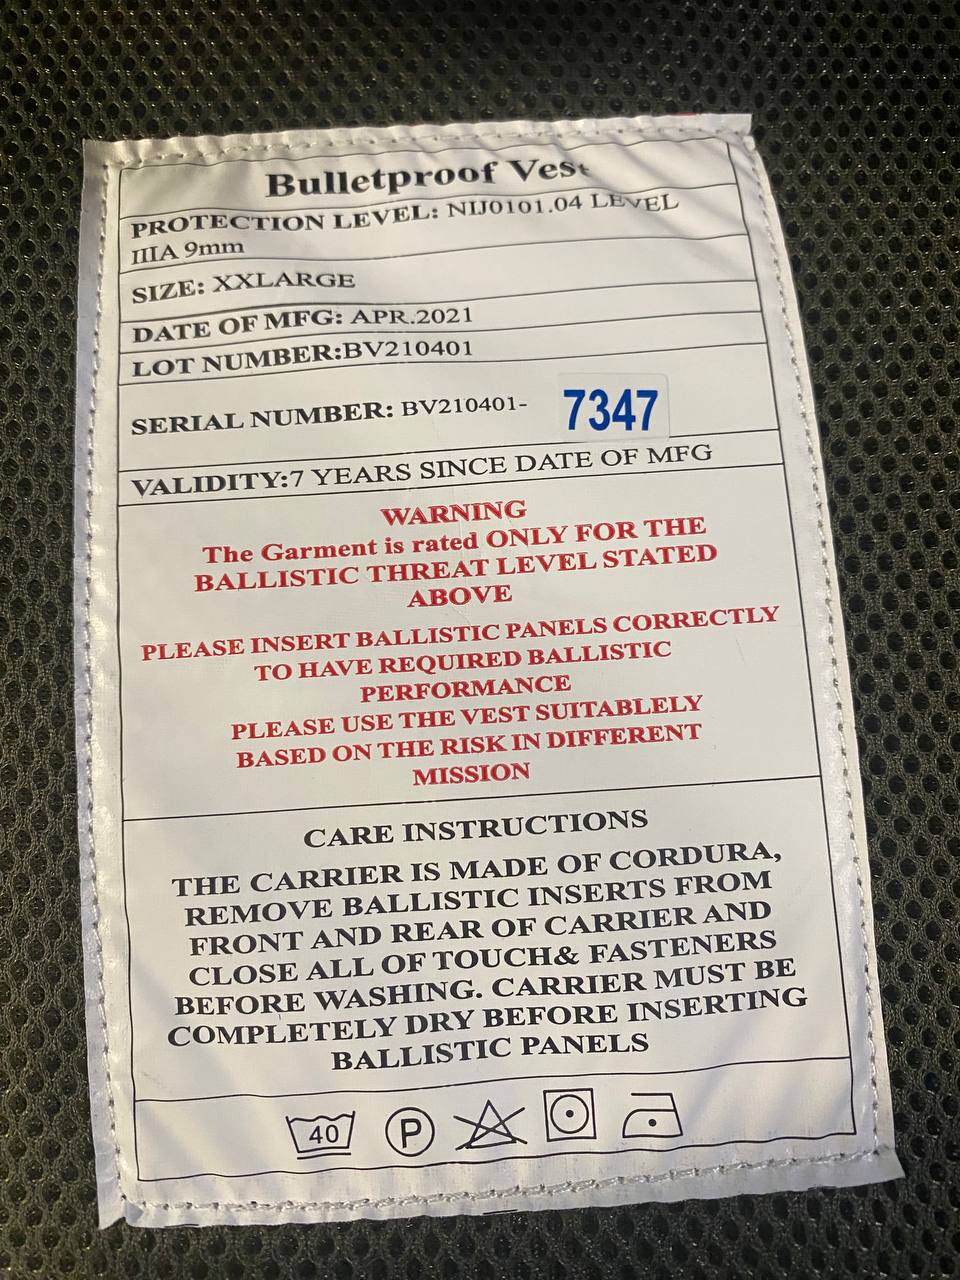 Bulletproof Vest
PROTECTION LEVEL: NIJ0101.04 LEVEL
IIIA 9mm
SIZE: XXLARGE
DATE OF MFG: APR.2021
LOT NUMBER:BV210401
SERIAL NUMBER: BV210401- 7347
VALIDITY:7 YEARS SINCE DATE OF MFG
WARNING
The Garment is rated ONLY FOR THE
BALLISTIC THREAT LEVEL STATED
ABOVE
PLEASE INSERT BALLISTIC PANELS CORRECTLY
TO HAVE REQUIRED BALLISTIC
PERFORMANCE
PLEASE USE THE VEST SUITABLELY
BASED ON THE RISK IN DIFFERENT
MISSION
CARE INSTRUCTIONS
THE CARRIER IS MADE OF CORDURA,
REMOVE BALLISTIC INSERTS FROM
FRONT AND REAR OF CARRIER AND
CLOSE ALL OF TOUCH& FASTENERS
BEFORE WASHING. CARRIER MUST BE
COMPLETELY DRY BEFORE INSERTING
BALLISTIC PANELS
40 P